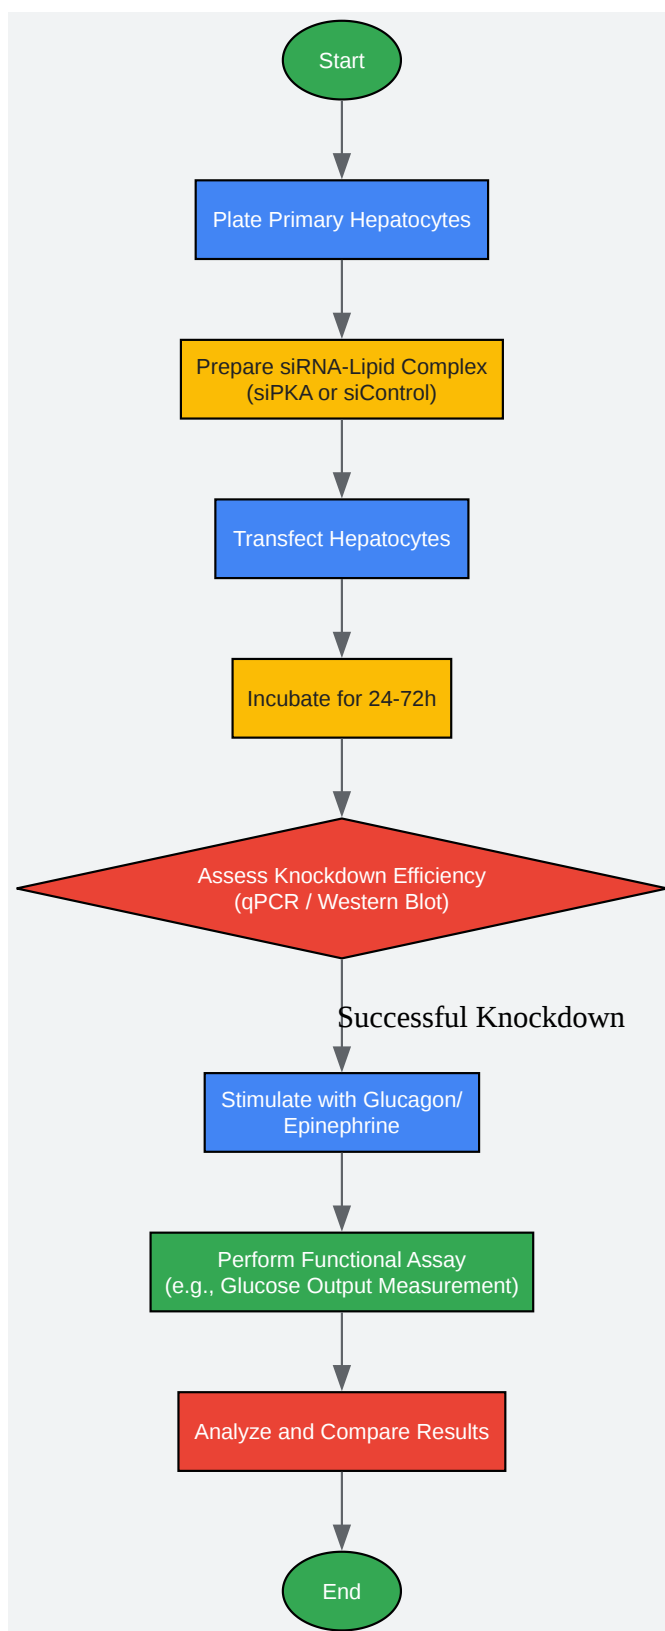 Start
Plate Primary Hepatocytes
Prepare siRNA-Lipid Complex
(siPKA or siControl)
Transfect Hepatocytes
Incubate for 24-72h
Assess Knockdown Efficiency
(qPCR / Western Blot)
Successful Knockdown
Stimulate with Glucagon/
Epinephrine
Perform Functional Assay
(e.g., Glucose Output Measurement)
Analyze and Compare Results
End